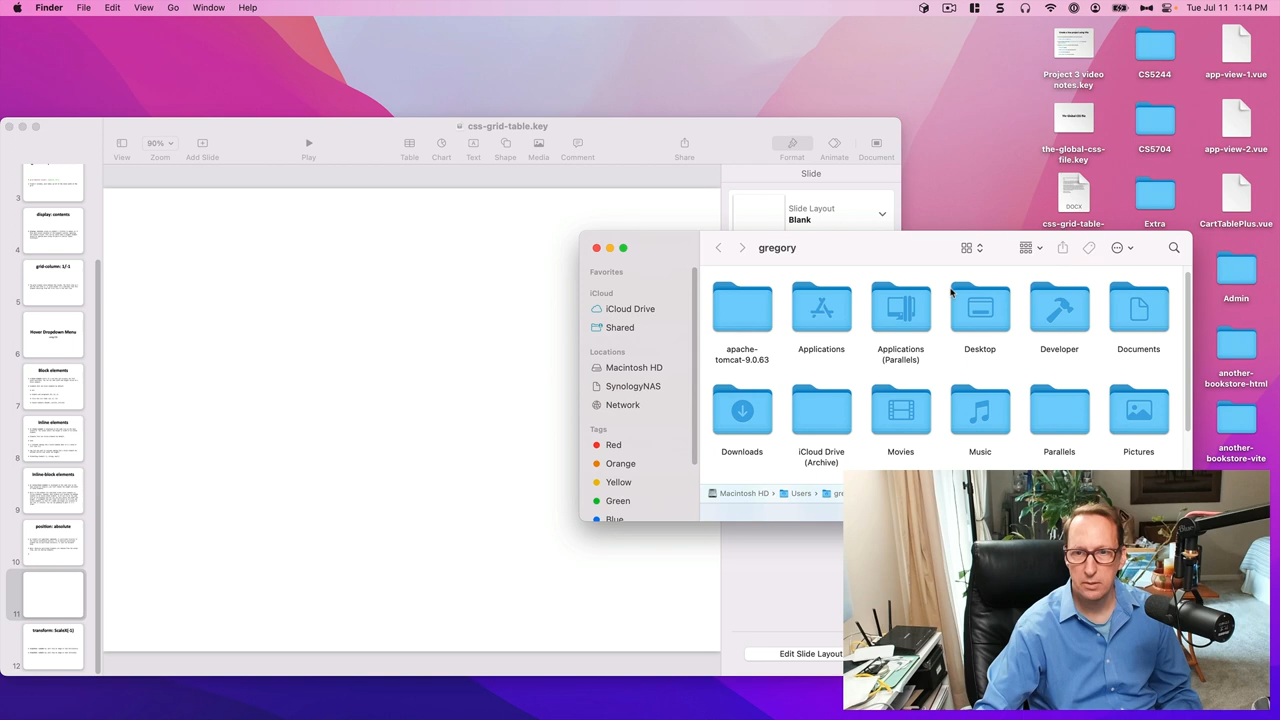 Finder File Edit View Go Window Help
Tue Jul 11 1:14 PM
Project 3 video
notes.key
CS5244
app-view-1.vue
the-global-css-
file.key
CS5704
app-view-2.vue
DOCX
css-grid-table-
Extra
CartTablePlus.vue
Admin
another-
bookstore-html
another-
bookstore-vite
css-grid-table.key
90%
View Zoom Add Slide Play Table Chart Text Shape Media Comment Share Format Animate Document
Slide
Slide Layout
Blank
Edit Slide Layout
3
display: contents
4
grid-column: 1/-1
5
Hover Dropdown Menu
6
Block elements
7
Inline elements
8
Inline-block elements
9
position: absolute
10
11
transform: ScaleX(-1)
12
gregory
Favorites
iCloud
iCloud Drive
Shared
Locations
Macintosh HD
SynologyNAS
Network
Tags
Red
Orange
Yellow
Green
Blue
apache-
tomcat-9.0.63
Applications
Applications
(Parallels)
Desktop
Developer
Documents
Downloads
iCloud Drive
(Archive)
Movies
Music
Parallels
Pictures
Macintosh HD › Users › gre